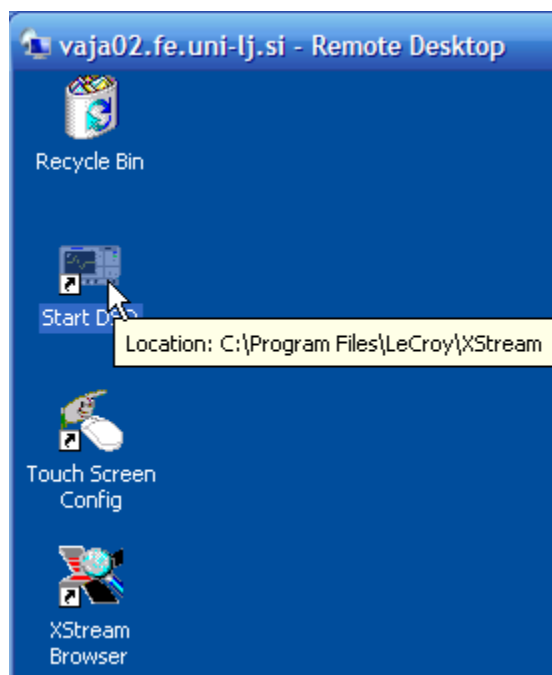 vaja02.fe.uni-lj.si - Remote Desktop
Recycle Bin
Start
Location: C:\Program Files\LeCroy\XStream
Touch Screen
Config
XStream
Browser